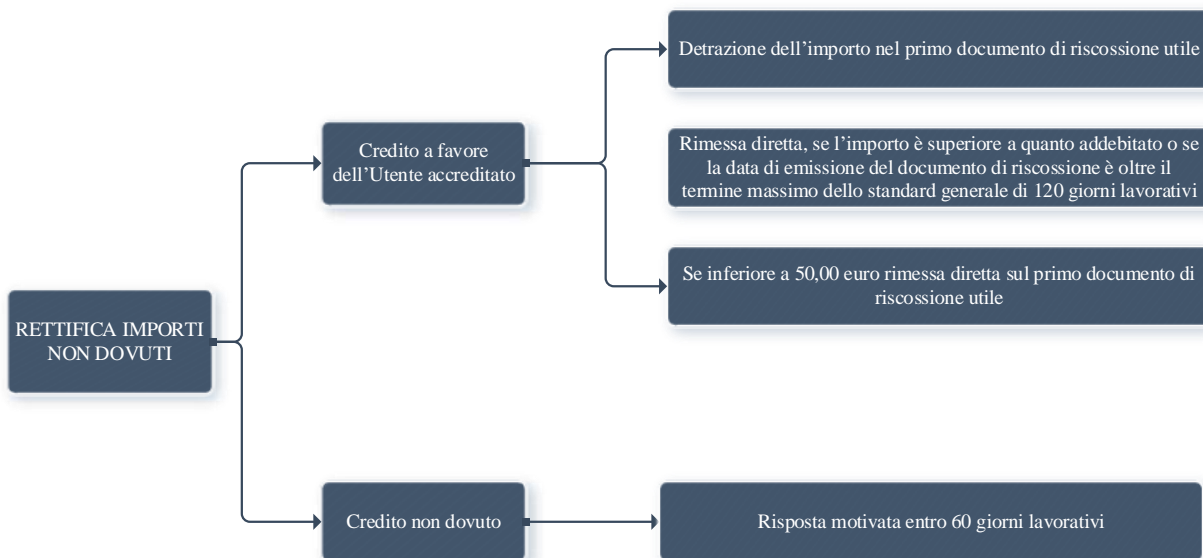 Detrazione dell'importo nel primo documento di riscossione utile
Credito a favore
dell'Utente accreditato
Rimessa diretta, se l'importo è superiore a quanto addebitato o se
la data di emissione del documento di riscossione è oltre il
termine massimo dello standard generale di 120 giorni lavorativi
Se inferiore a 50,00 euro rimessa diretta sul primo documento di
riscossione utile
RETTIFICA IMPORTI
NON DOVUTI
Credito non dovuto
Risposta motivata entro 60 giorni lavorativi